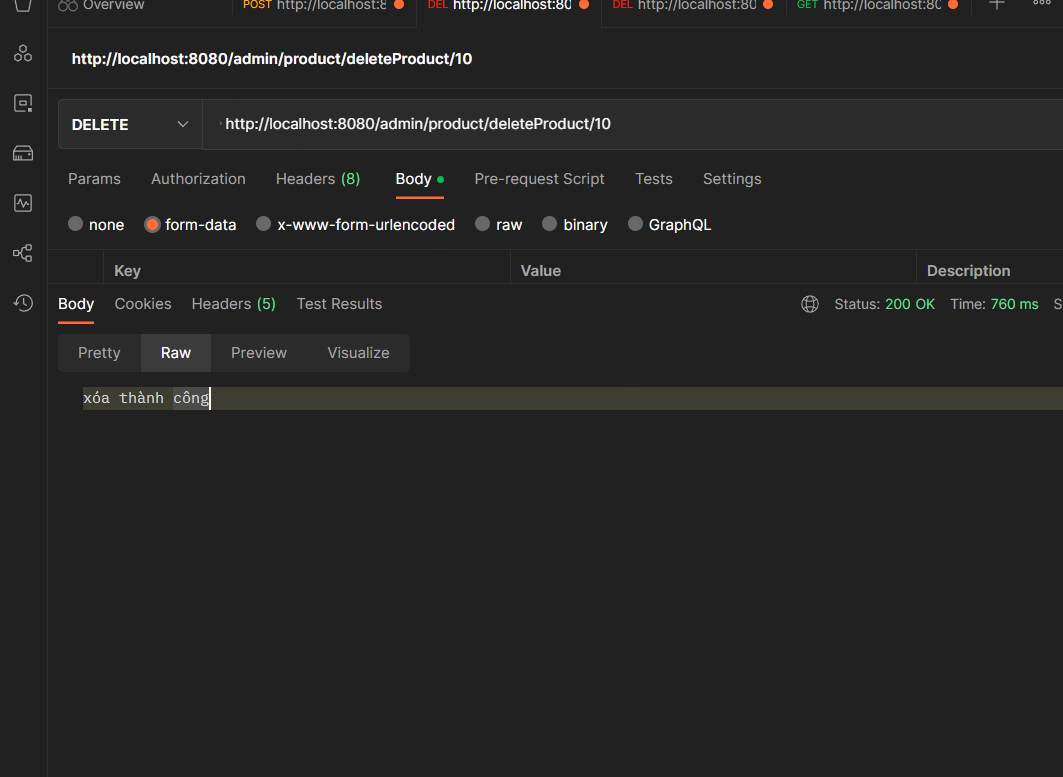 Overview POST http://localhost:8 DEL http://localhost:80 DEL http://localhost:80 GET http://localhost:80
http://localhost:8080/admin/product/deleteProduct/10
DELETE http://localhost:8080/admin/product/deleteProduct/10
Params Authorization Headers (8) Body Pre-request Script Tests Settings
none form-data x-www-form-urlencoded raw binary GraphQL
Key Value Description
Body Cookies Headers (5) Test Results Status: 200 OK Time: 760 ms S
Pretty Raw Preview Visualize
xóa thành công